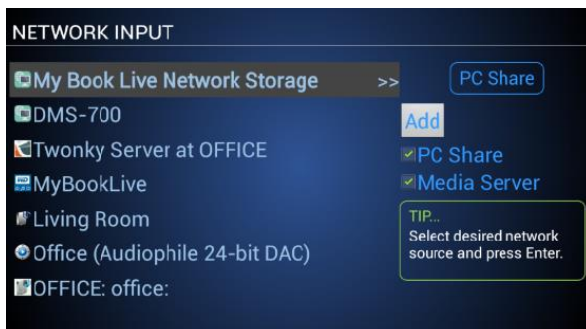 NETWORK INPUT
My Book Live Network Storage >>
DMS-700
Twonky Server at OFFICE
MyBookLive
Living Room
Office (Audiophile 24-bit DAC)
OFFICE: office:
PC Share
Add
PC Share
Media Server
TIP...
Select desired network
source and press Enter.